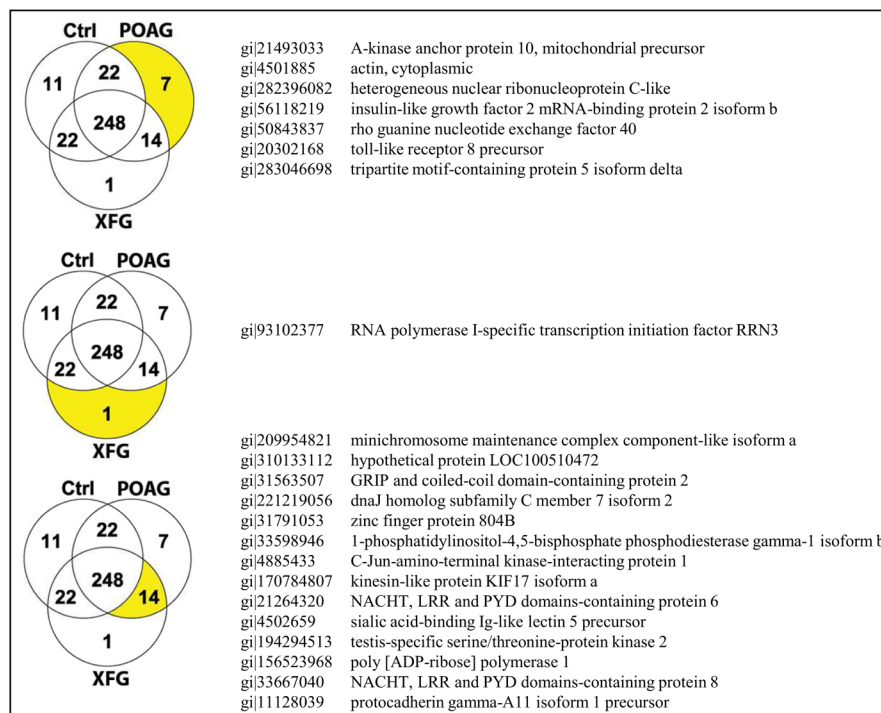 Ctrl POAG
11 22 7
248
22 14
1
XFG
gi|21493033 A-kinase anchor protein 10, mitochondrial precursor
gi|4501885 actin, cytoplasmic
gi|282396082 heterogeneous nuclear ribonucleoprotein C-like
gi|56118219 insulin-like growth factor 2 mRNA-binding protein 2 isoform b
gi|50843837 rho guanine nucleotide exchange factor 40
gi|20302168 toll-like receptor 8 precursor
gi|283046698 tripartite motif-containing protein 5 isoform delta
Ctrl POAG
11 22 7
248
22 14
1
XFG
gi|93102377 RNA polymerase I-specific transcription initiation factor RRN3
Ctrl POAG
11 22 7
248
22 14
1
XFG
gi|209954821 minichromosome maintenance complex component-like isoform a
gi|310133112 hypothetical protein LOC100510472
gi|31563507 GRIP and coiled-coil domain-containing protein 2
gi|221219056 dnaJ homolog subfamily C member 7 isoform 2
gi|31791053 zinc finger protein 804B
gi|33598946 1-phosphatidylinositol-4,5-bisphosphate phosphodiesterase gamma-1 isoform b
gi|4885433 C-Jun-amino-terminal kinase-interacting protein 1
gi|170784807 kinesin-like protein KIF17 isoform a
gi|21264320 NACHT, LRR and PYD domains-containing protein 6
gi|4502659 sialic acid-binding Ig-like lectin 5 precursor
gi|194294513 testis-specific serine/threonine-protein kinase 2
gi|156523968 poly [ADP-ribose] polymerase 1
gi|33667040 NACHT, LRR and PYD domains-containing protein 8
gi|11128039 protocadherin gamma-A11 isoform 1 precursor